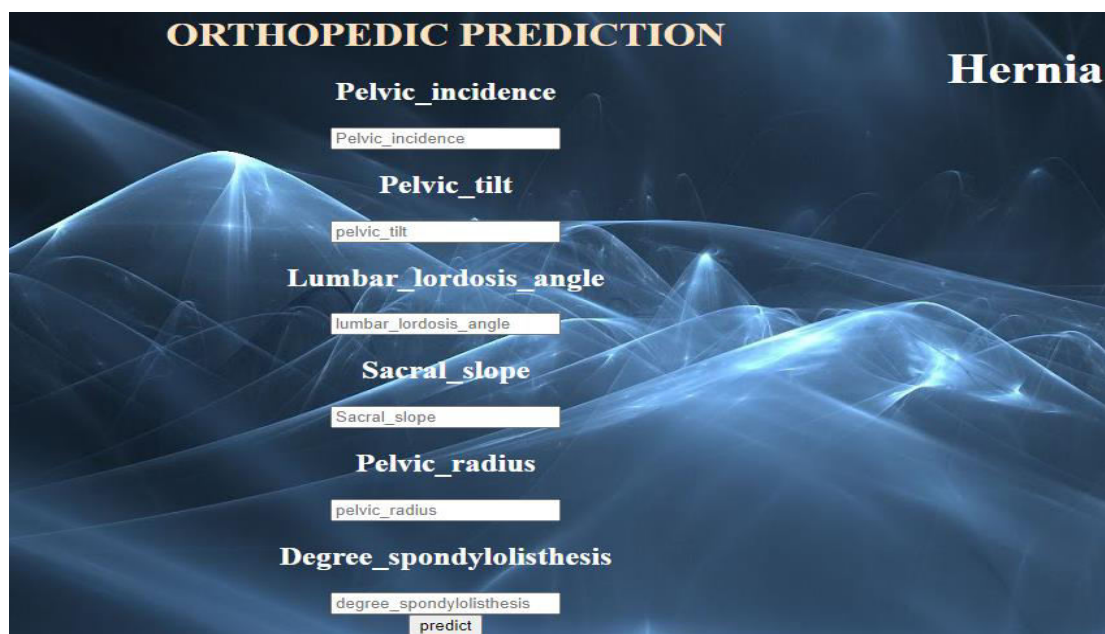 ORTHOPEDIC PREDICTION
Hernia
Pelvic_incidence
Pelvic_incidence
Pelvic_tilt
pelvic_tilt
Lumbar_lordosis_angle
lumbar_lordosis_angle
Sacral_slope
Sacral_slope
Pelvic_radius
pelvic_radius
Degree_spondylolisthesis
degree_spondylolisthesis
predict